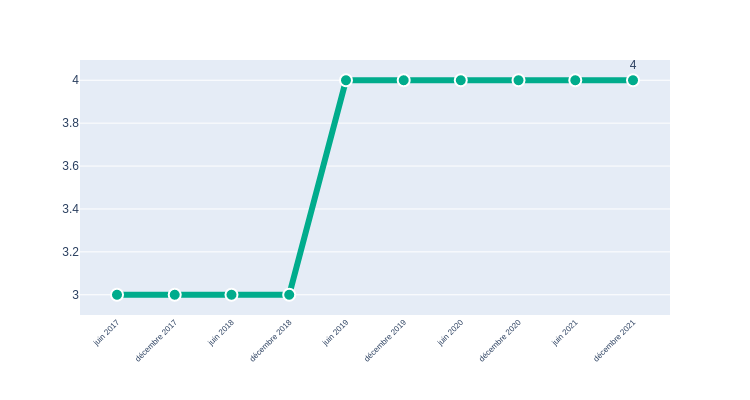 4
4
3.8
3.6
3.4
3.2
3
juin 2017
décembre 2017
juin 2018
décembre 2018
juin 2019
décembre 2019
juin 2020
décembre 2020
juin 2021
décembre 2021